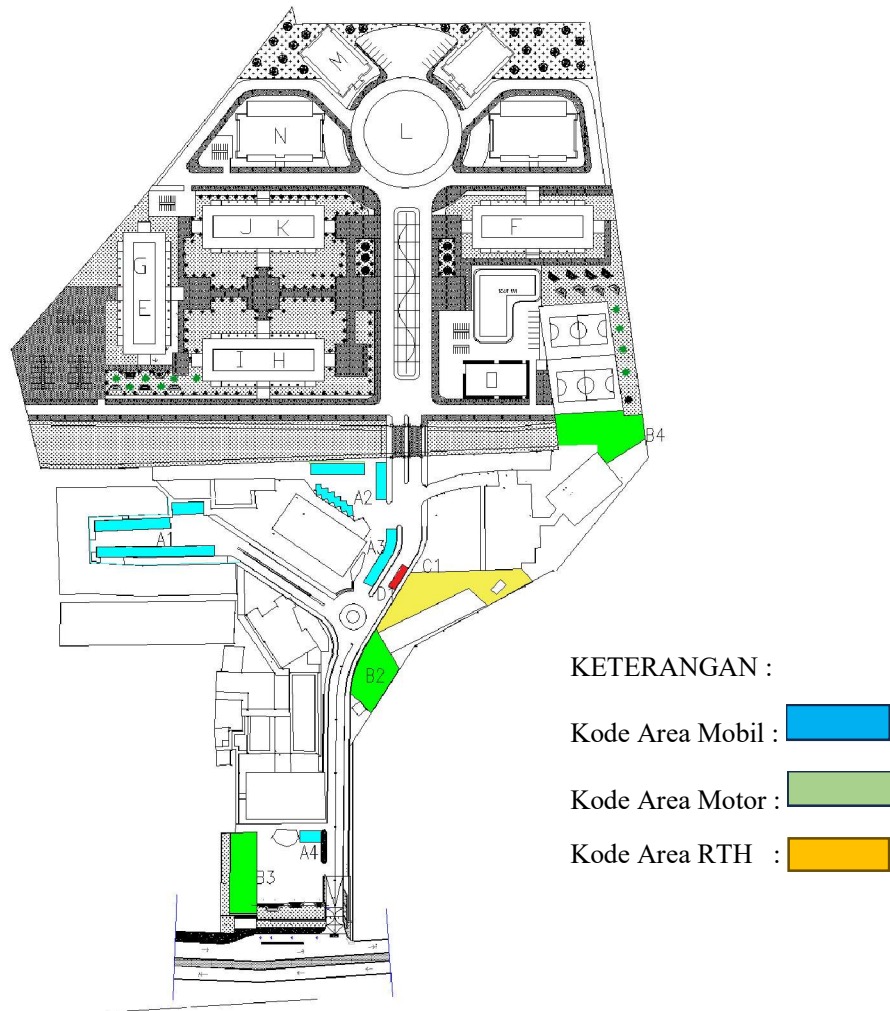 M
L
N
J K
F
G
E
I H
B4
A2
A1
A3
C1
D1
B2
A4
B3
KETERANGAN :
Kode Area Mobil :
Kode Area Motor :
Kode Area RTH :